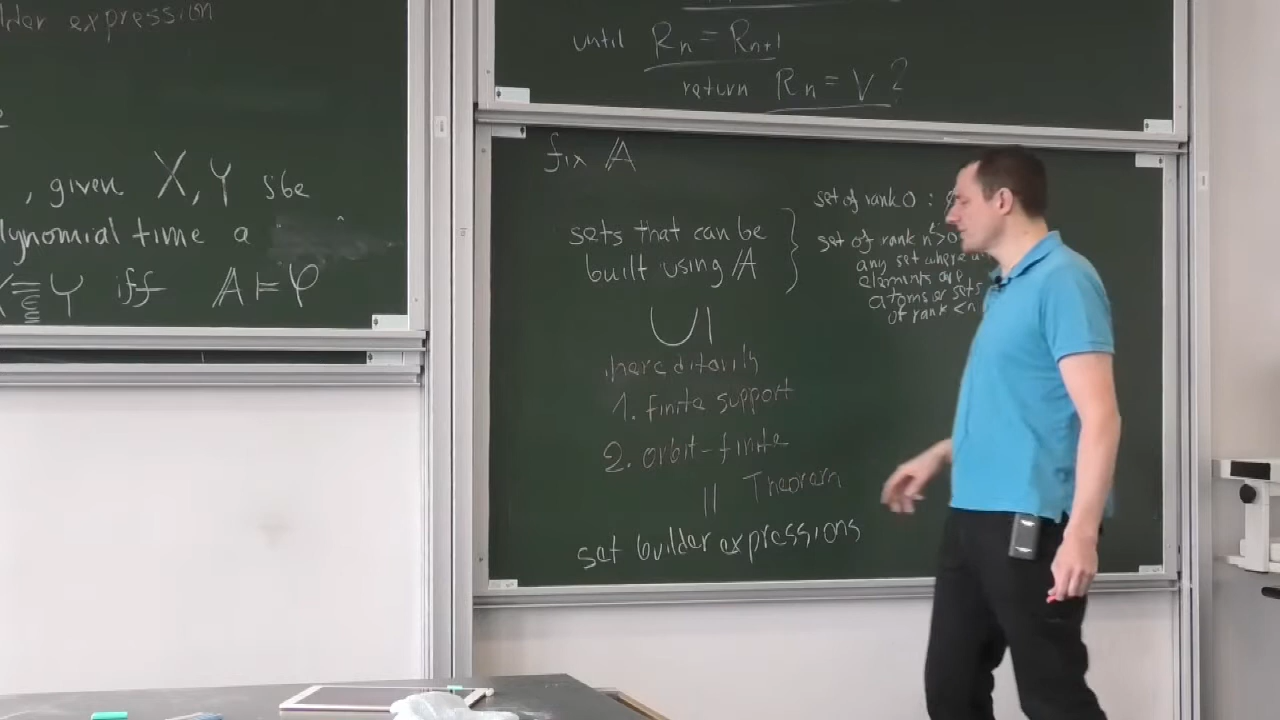 lder expression
, given X, Y sbe
lynomial time a
≡ Y iff A ⊨ φ
until Rn = Rn+1
return Rn = V ?
fix 𝔸
sets that can be
built using 𝔸
∪|
hereditarily
1. finite support
2. orbit-finite
|| Theorem
set builder expressions
set of rank 0 :
set of rank n>0
any set where
elements are
atoms or sets
of rank < n